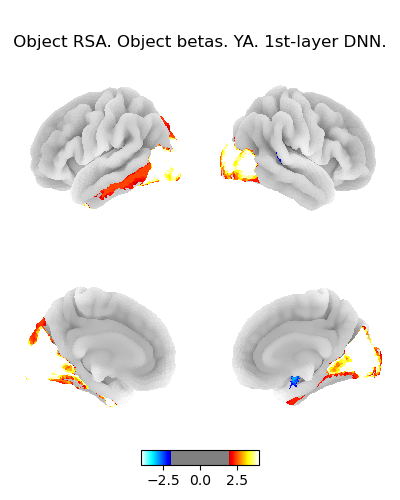 Object RSA. Object betas. YA. 1st-layer DNN.
−2.5 0.0 2.5